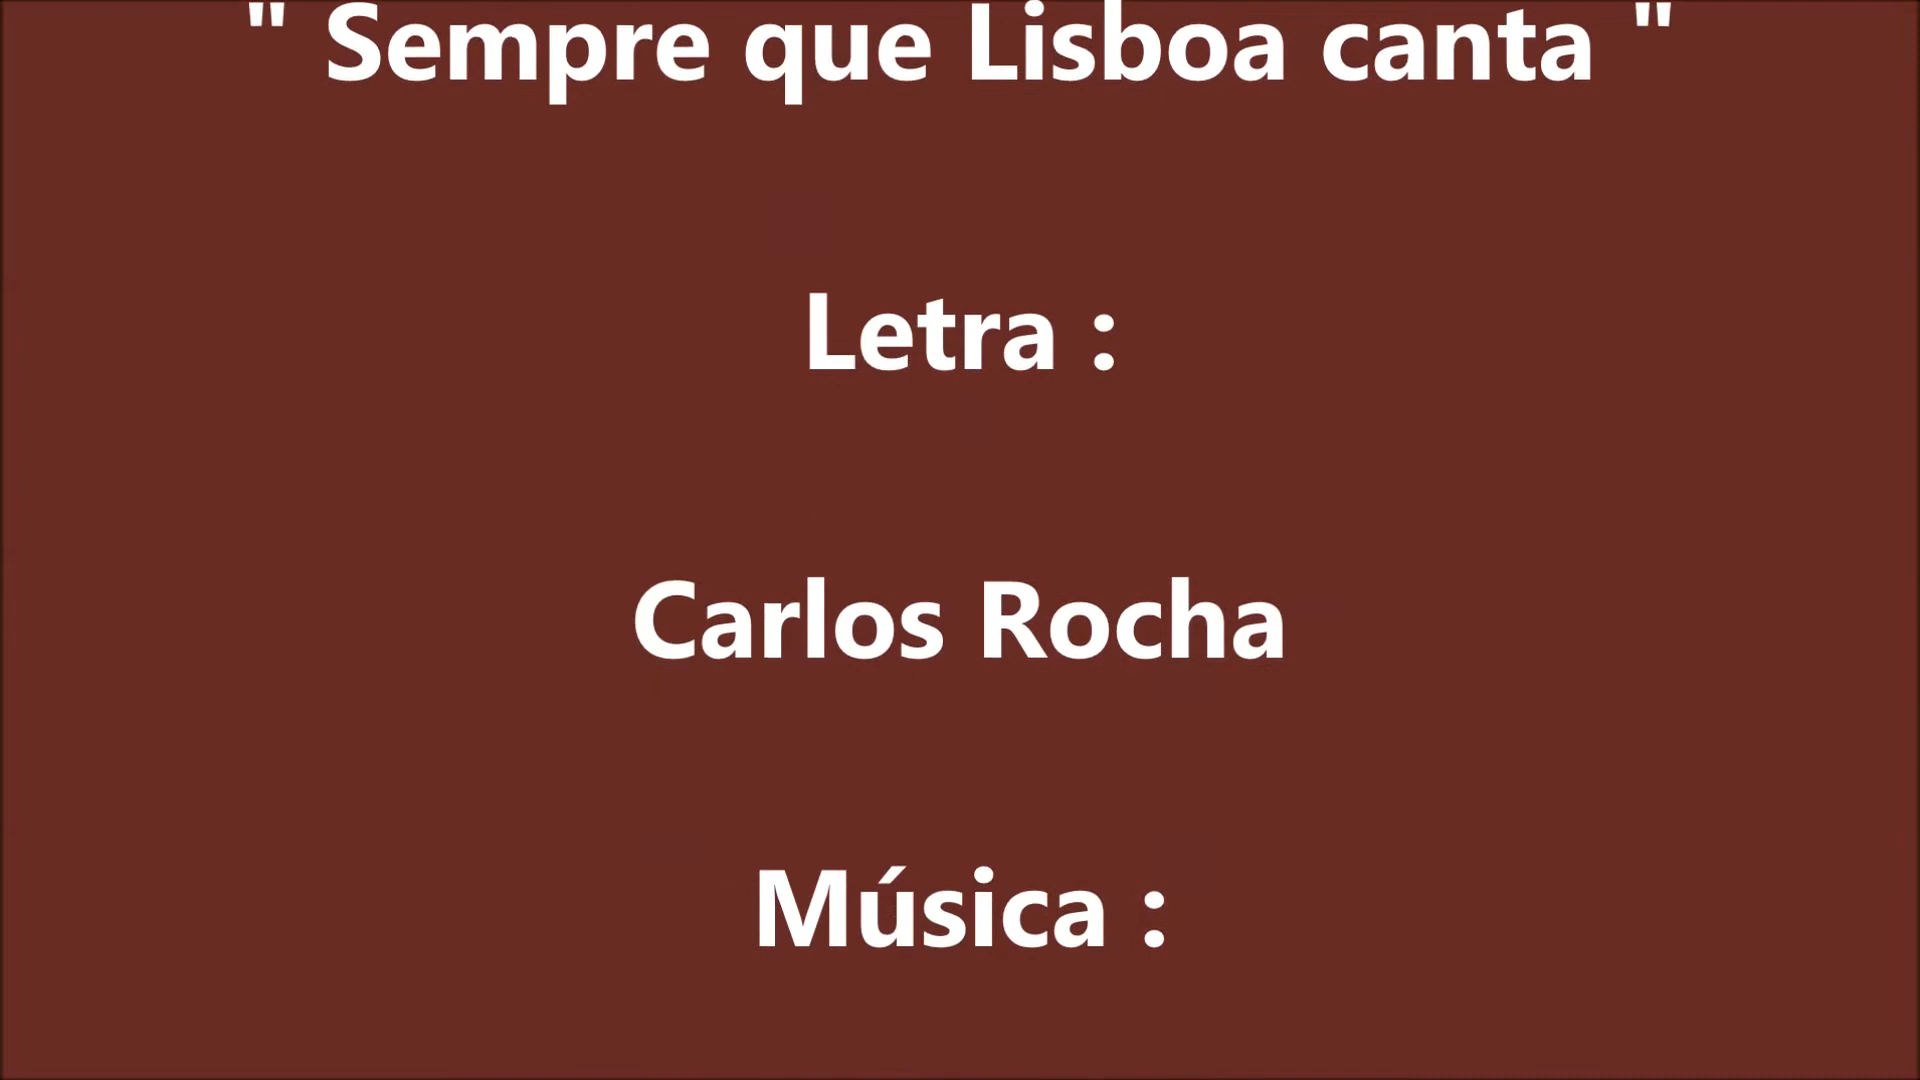 " Sempre que Lisboa canta "
Letra :
Carlos Rocha
Música :